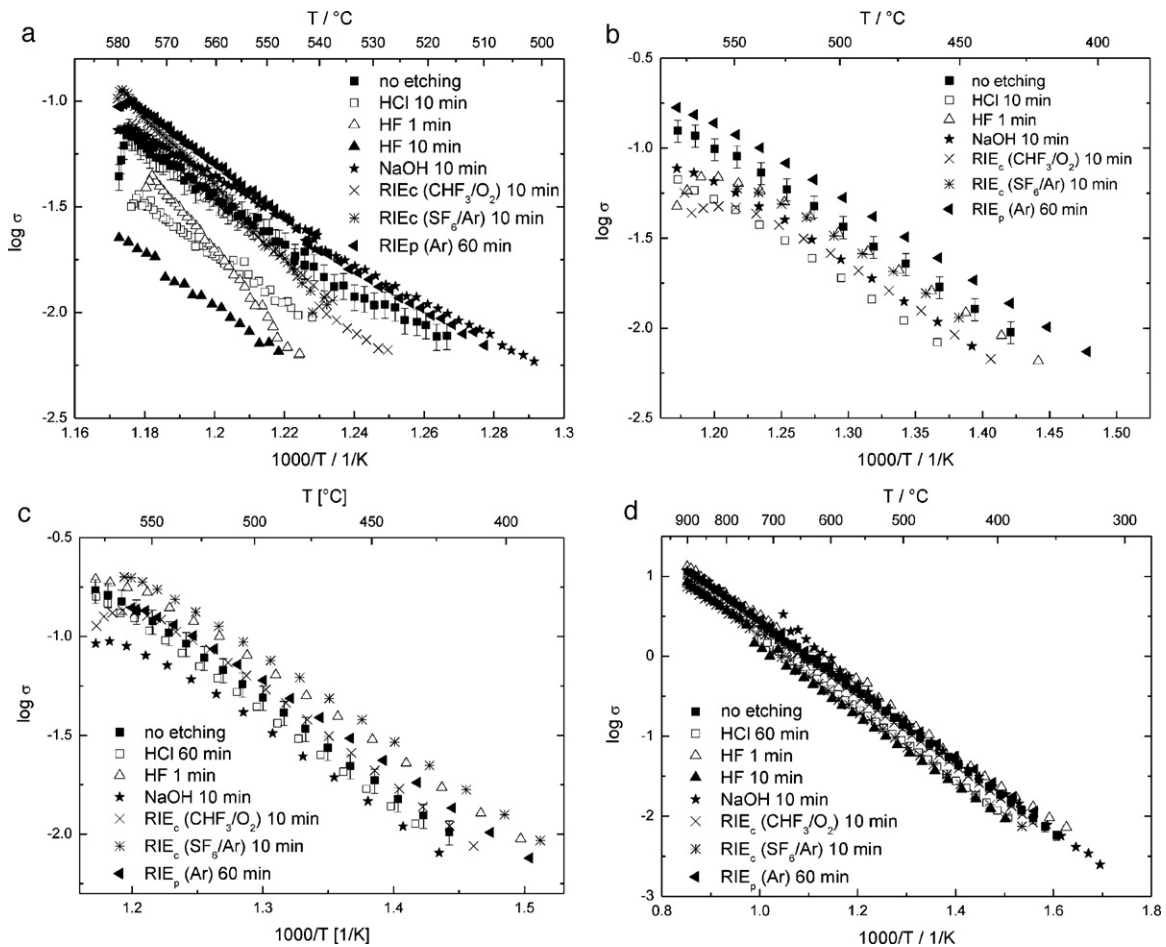 a
T / °C
580 570 560 550 540 530 520 510 500
no etching
HCl 10 min
HF 1 min
HF 10 min
NaOH 10 min
RIEc (CHF3/O2) 10 min
RIEc (SF6/Ar) 10 min
RIEp (Ar) 60 min
log σ
-1.0
-1.5
-2.0
-2.5
1.16 1.18 1.2 1.22 1.24 1.26 1.28 1.3
1000/T / 1/K
b
T / °C
550 500 450 400
no etching
HCl 10 min
HF 1 min
NaOH 10 min
RIEc (CHF3/O2) 10 min
RIEc (SF6/Ar) 10 min
RIEp (Ar) 60 min
log σ
-0.5
-1.0
-1.5
-2.0
-2.5
1.20 1.25 1.30 1.35 1.40 1.45 1.50
1000/T / 1/K
c
T [°C]
550 500 450 400
log σ
-0.5
-1.0
-1.5
-2.0
no etching
HCl 60 min
HF 1 min
NaOH 10 min
RIEc (CHF3/O2) 10 min
RIEc (SF6/Ar) 10 min
RIEp (Ar) 60 min
1.2 1.3 1.4 1.5
1000/T [1/K]
d
T / °C
900 800 700 600 500 400 300
log σ
1
0
-1
-2
-3
no etching
HCl 60 min
HF 1 min
HF 10 min
NaOH 10 min
RIEc (CHF3/O2) 10 min
RIEc (SF6/Ar) 10 min
RIEp (Ar) 60 min
0.8 1.0 1.2 1.4 1.6 1.8
1000/T / 1/K